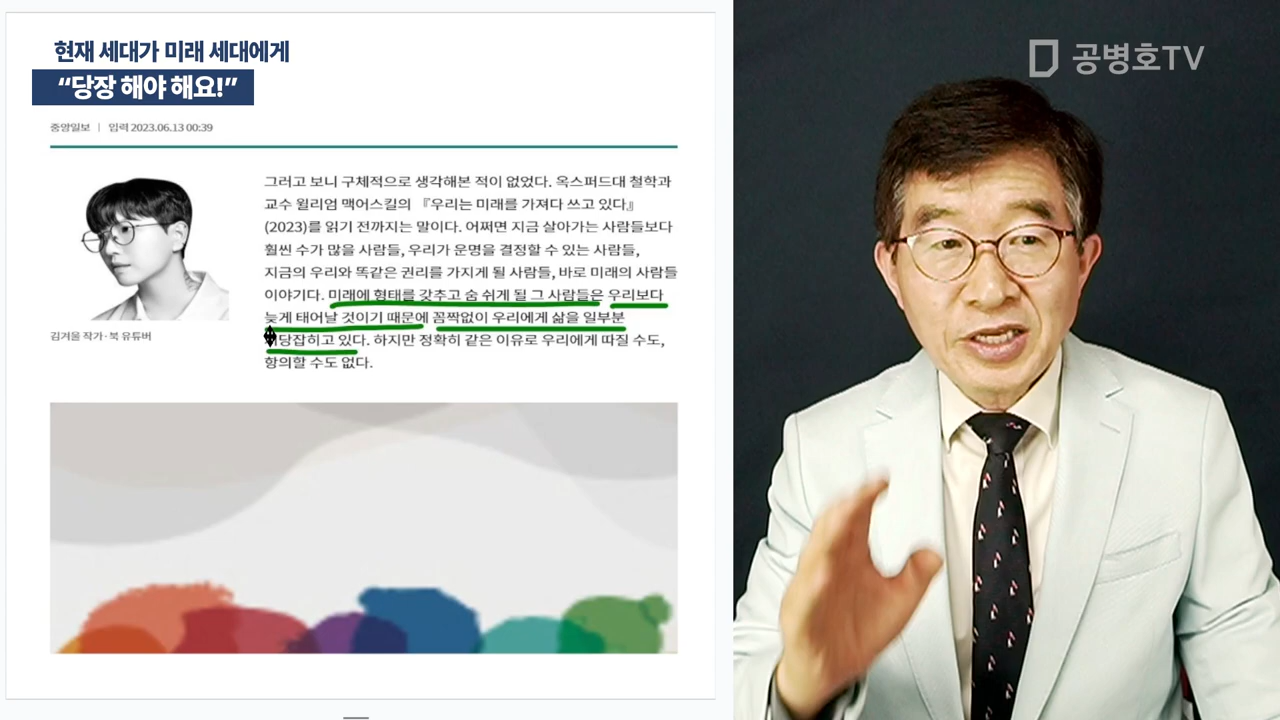 현재 세대가 미래 세대에게
“당장 해야 해요!”
중앙일보 | 입력 2023.06.13 00:39
그러고 보니 구체적으로 생각해본 적이 없었다. 옥스퍼드대 철학과
교수 윌리엄 맥어스킬의 『우리는 미래를 가져다 쓰고 있다』
(2023)를 읽기 전까지는 말이다. 어쩌면 지금 살아가는 사람들보다
훨씬 수가 많을 사람들, 우리가 운명을 결정할 수 있는 사람들,
지금의 우리와 똑같은 권리를 가지게 될 사람들, 바로 미래의 사람들
이야기다. 미래에 형태를 갖추고 숨 쉬게 될 그 사람들은 우리보다
늦게 태어날 것이기 때문에 꼼짝없이 우리에게 삶을 일부분
당잡히고 있다. 하지만 정확히 같은 이유로 우리에게 따질 수도,
항의할 수도 없다.
김겨울 작가·북 유튜버
공병호TV